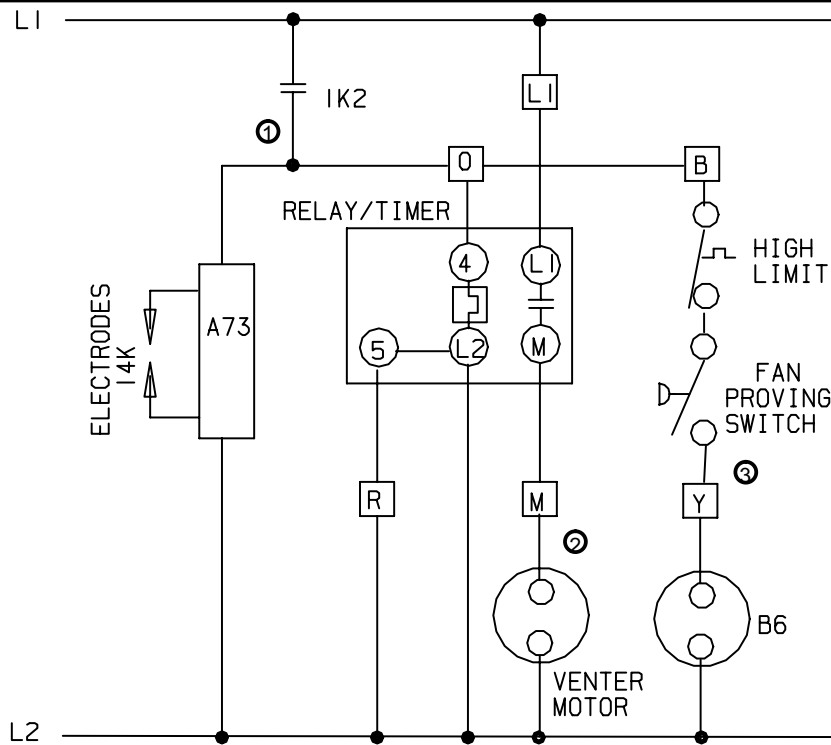 L1
1K2
L1
①
O
B
RELAY/TIMER
HIGH
LIMIT
4
L1
A73
ELECTRODES
14K
5
L2
M
FAN
PROVING
SWITCH
③
R
M
Y
②
B6
VENTER
MOTOR
L2